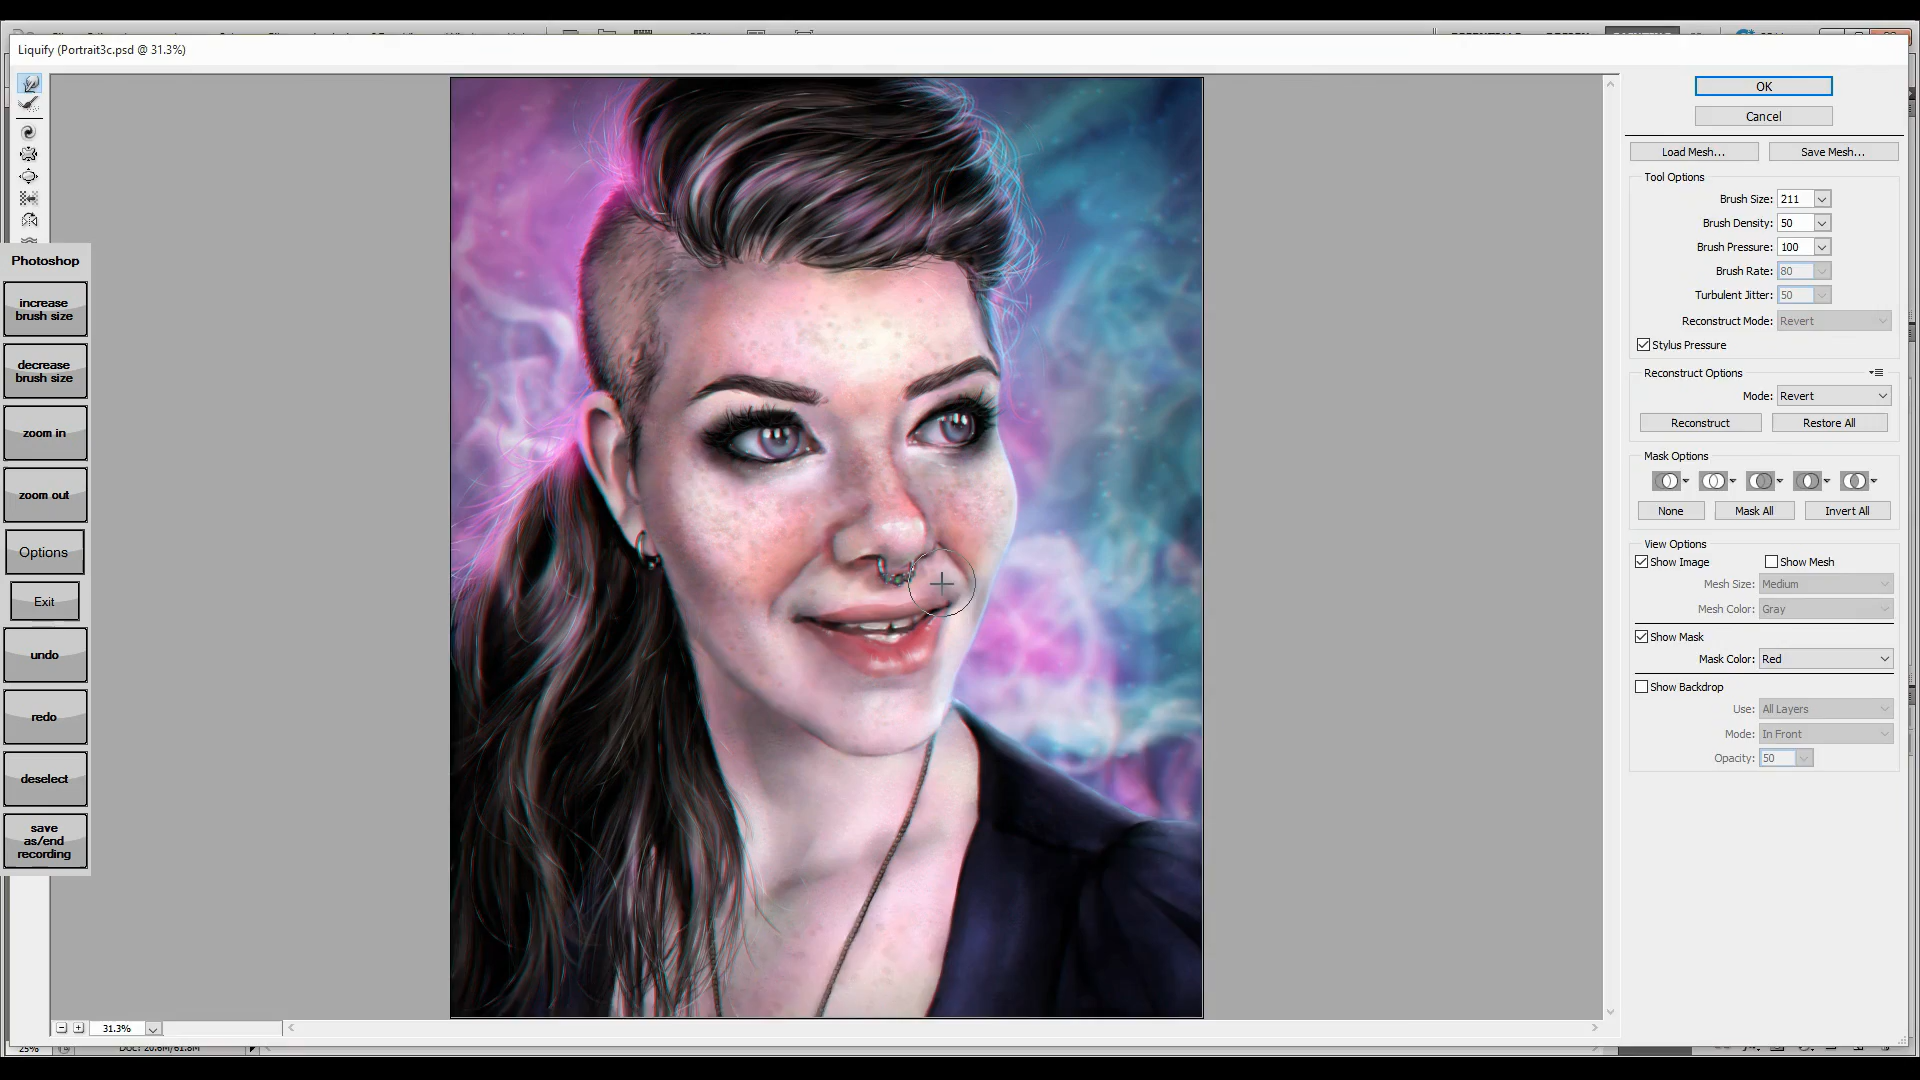 Liquify (Portrait3c.psd @ 31.3%)
OK
Cancel
Load Mesh...
Save Mesh...
Tool Options
Brush Size: 211
Brush Density: 50
Brush Pressure: 100
Brush Rate: 80
Turbulent Jitter: 50
Reconstruct Mode: Revert
Stylus Pressure
Reconstruct Options
Mode: Revert
Reconstruct
Restore All
Mask Options
None
Mask All
Invert All
View Options
Show Image
Show Mesh
Mesh Size: Medium
Mesh Color: Gray
Show Mask
Mask Color: Red
Show Backdrop
Use: All Layers
Mode: In Front
Opacity: 50
Photoshop
increase
brush size
decrease
brush size
zoom in
zoom out
Options
Exit
undo
redo
deselect
save
as/end
recording
31.3%
25%